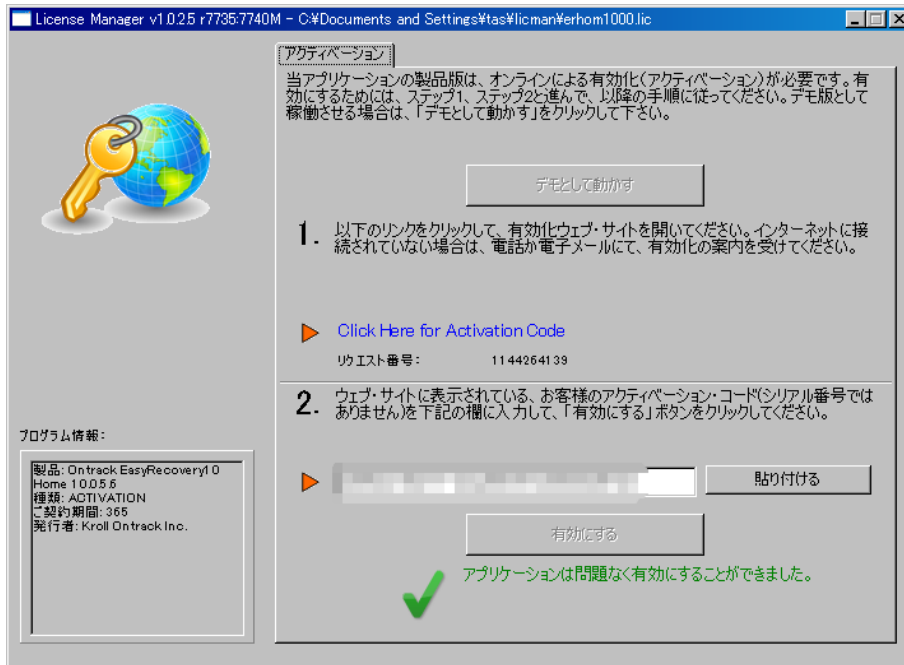 License Manager v1.0.2.5 r7735:7740M - C:¥Documents and Settings¥tas¥licman¥erhom1000.lic
アクティベーション
当アプリケーションの製品版は、オンラインによる有効化(アクティベーション)が必要です。有
効にするためには、ステップ1、ステップ2と進んで、以降の手順に従ってください。デモ版として
稼働させる場合は、「デモとして動かす」をクリックして下さい。
デモとして動かす
1. 以下のリンクをクリックして、有効化ウェブ・サイトを開いてください。インターネットに接
続されていない場合は、電話か電子メールにて、有効化の案内を受けてください。
Click Here for Activation Code
リクエスト番号: 1144264139
2. ウェブ・サイトに表示されている、お客様のアクティベーション・コード(シリアル番号では
ありません)を下記の欄に入力して、「有効にする」ボタンをクリックしてください。
貼り付ける
有効にする
アプリケーションは問題なく有効にすることができました。
プログラム情報:
製品: Ontrack EasyRecovery10
Home 10.0.5.6
種類: ACTIVATION
ご契約期間: 365
発行者: Kroll Ontrack Inc.